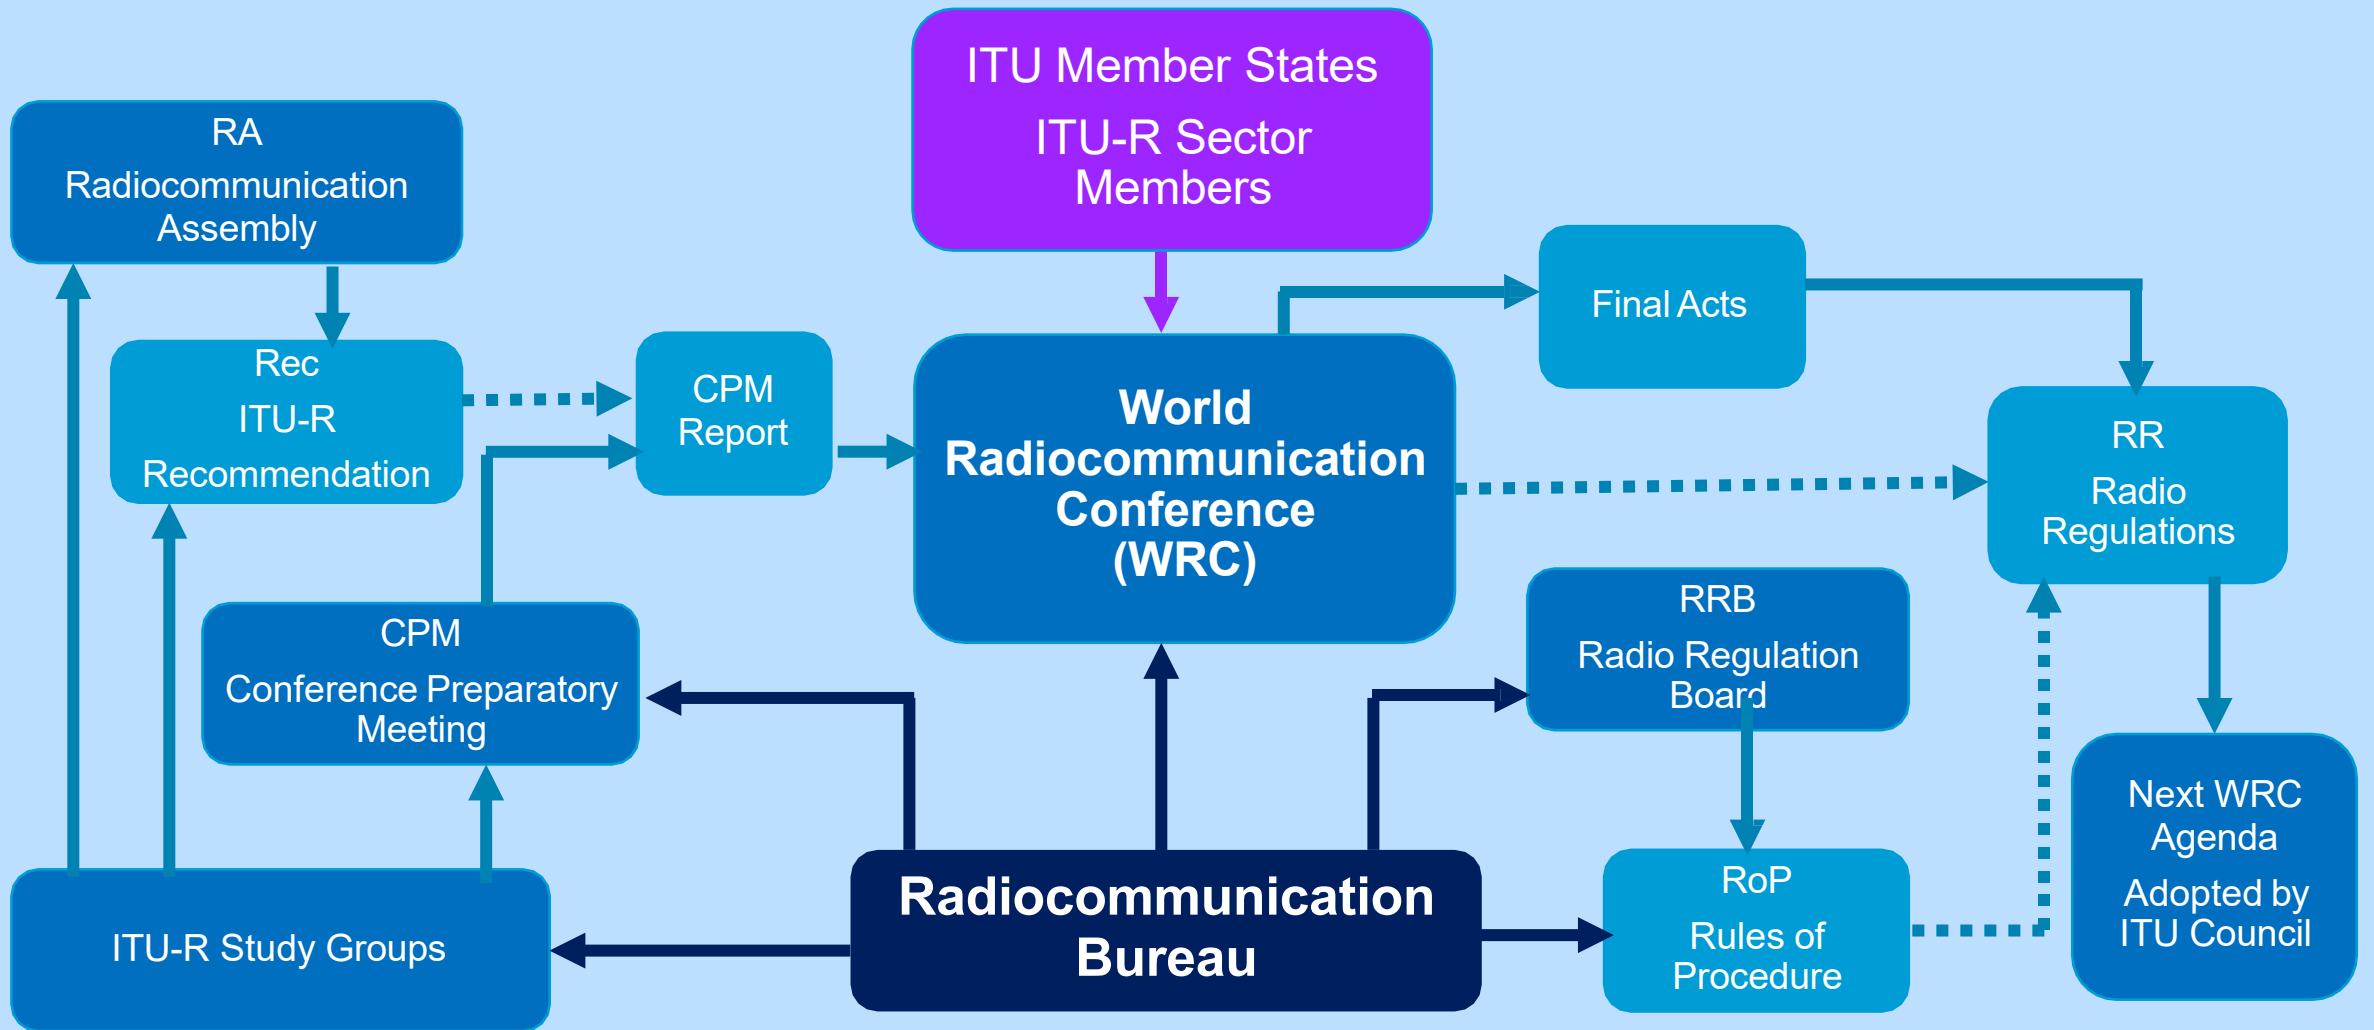 ITU Member States
ITU-R Sector
Members
RA
Radiocommunication
Assembly
Final Acts
Rec
ITU-R
Recommendation
CPM
Report
World
Radiocommunication
Conference
(WRC)
RR
Radio
Regulations
CPM
Conference Preparatory
Meeting
RRB
Radio Regulation
Board
Next WRC
Agenda
Adopted by
ITU Council
ITU-R Study Groups
Radiocommunication
Bureau
RoP
Rules of
Procedure